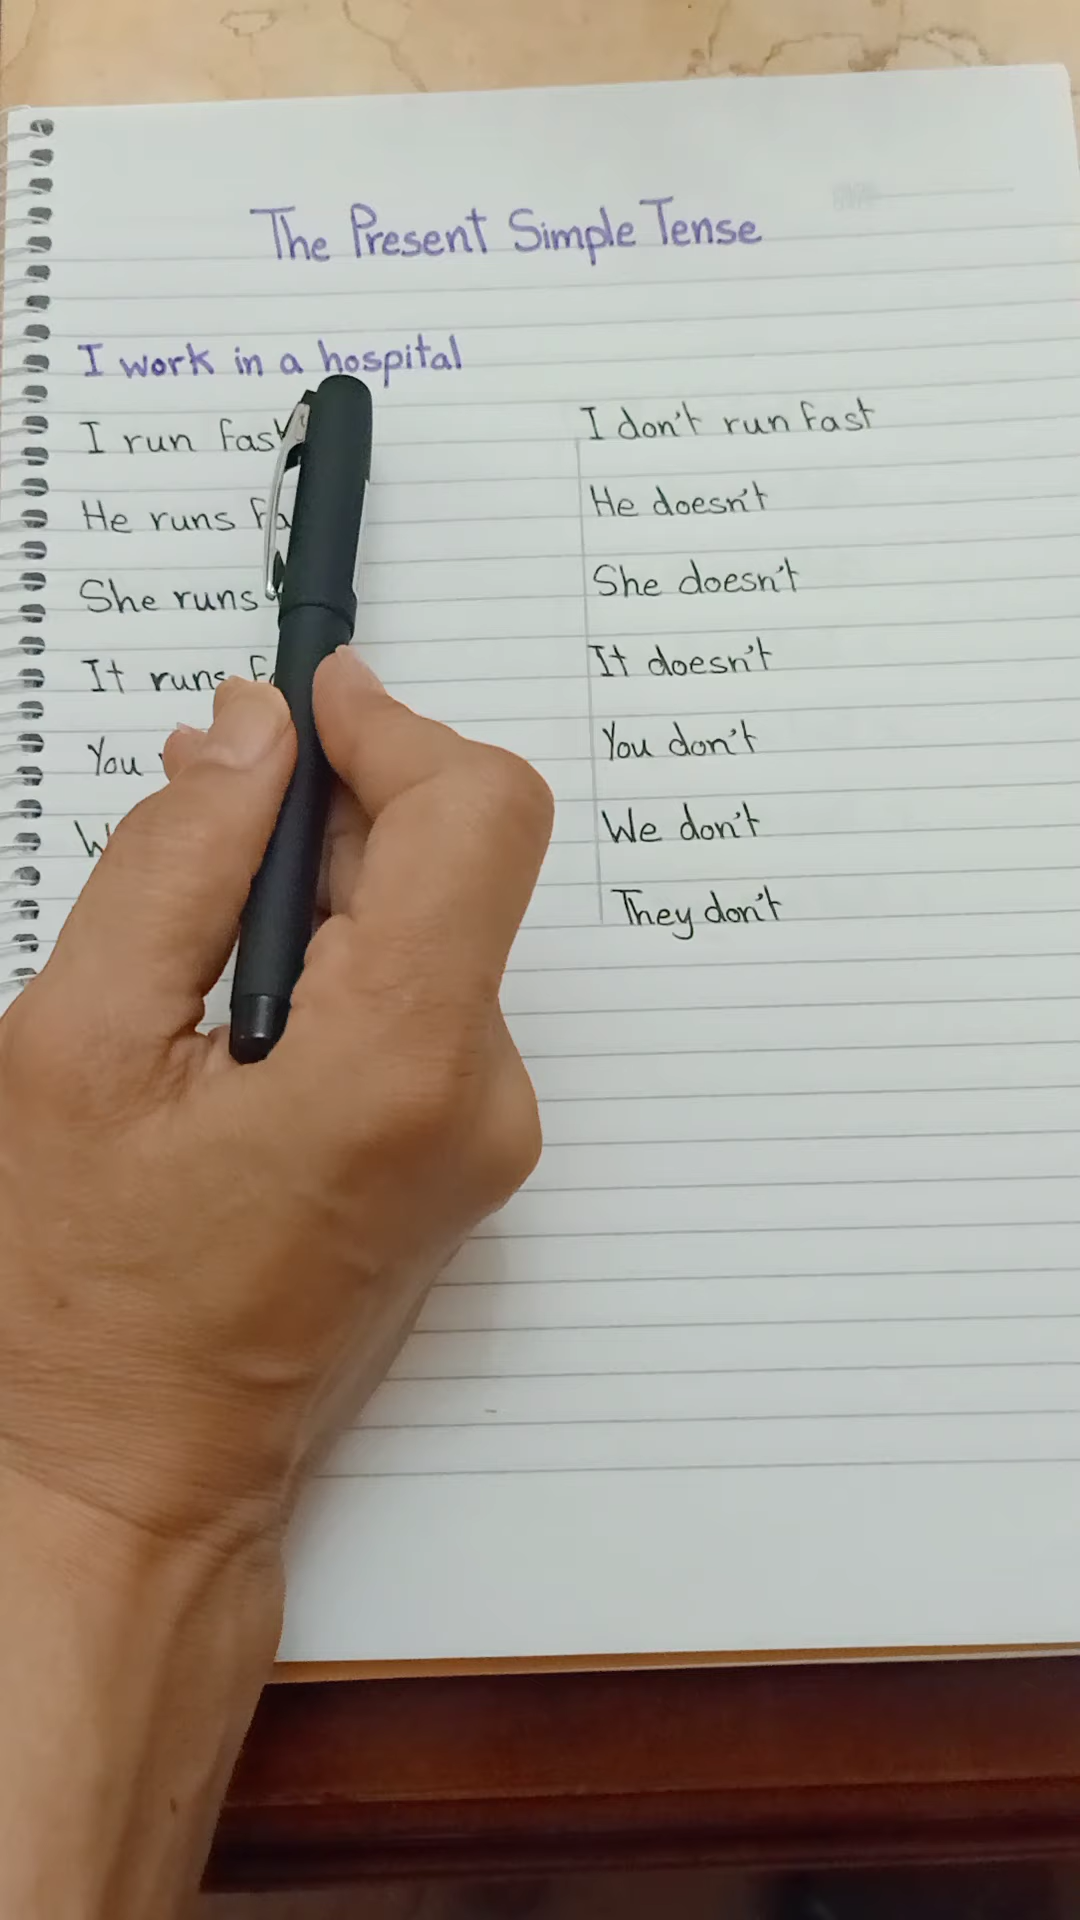 The Present Simple Tense
I work in a hospital
I run fast
He runs
She runs
It runs
You
I don't run fast
He doesn't
She doesn't
It doesn't
You don't
We don't
They don't